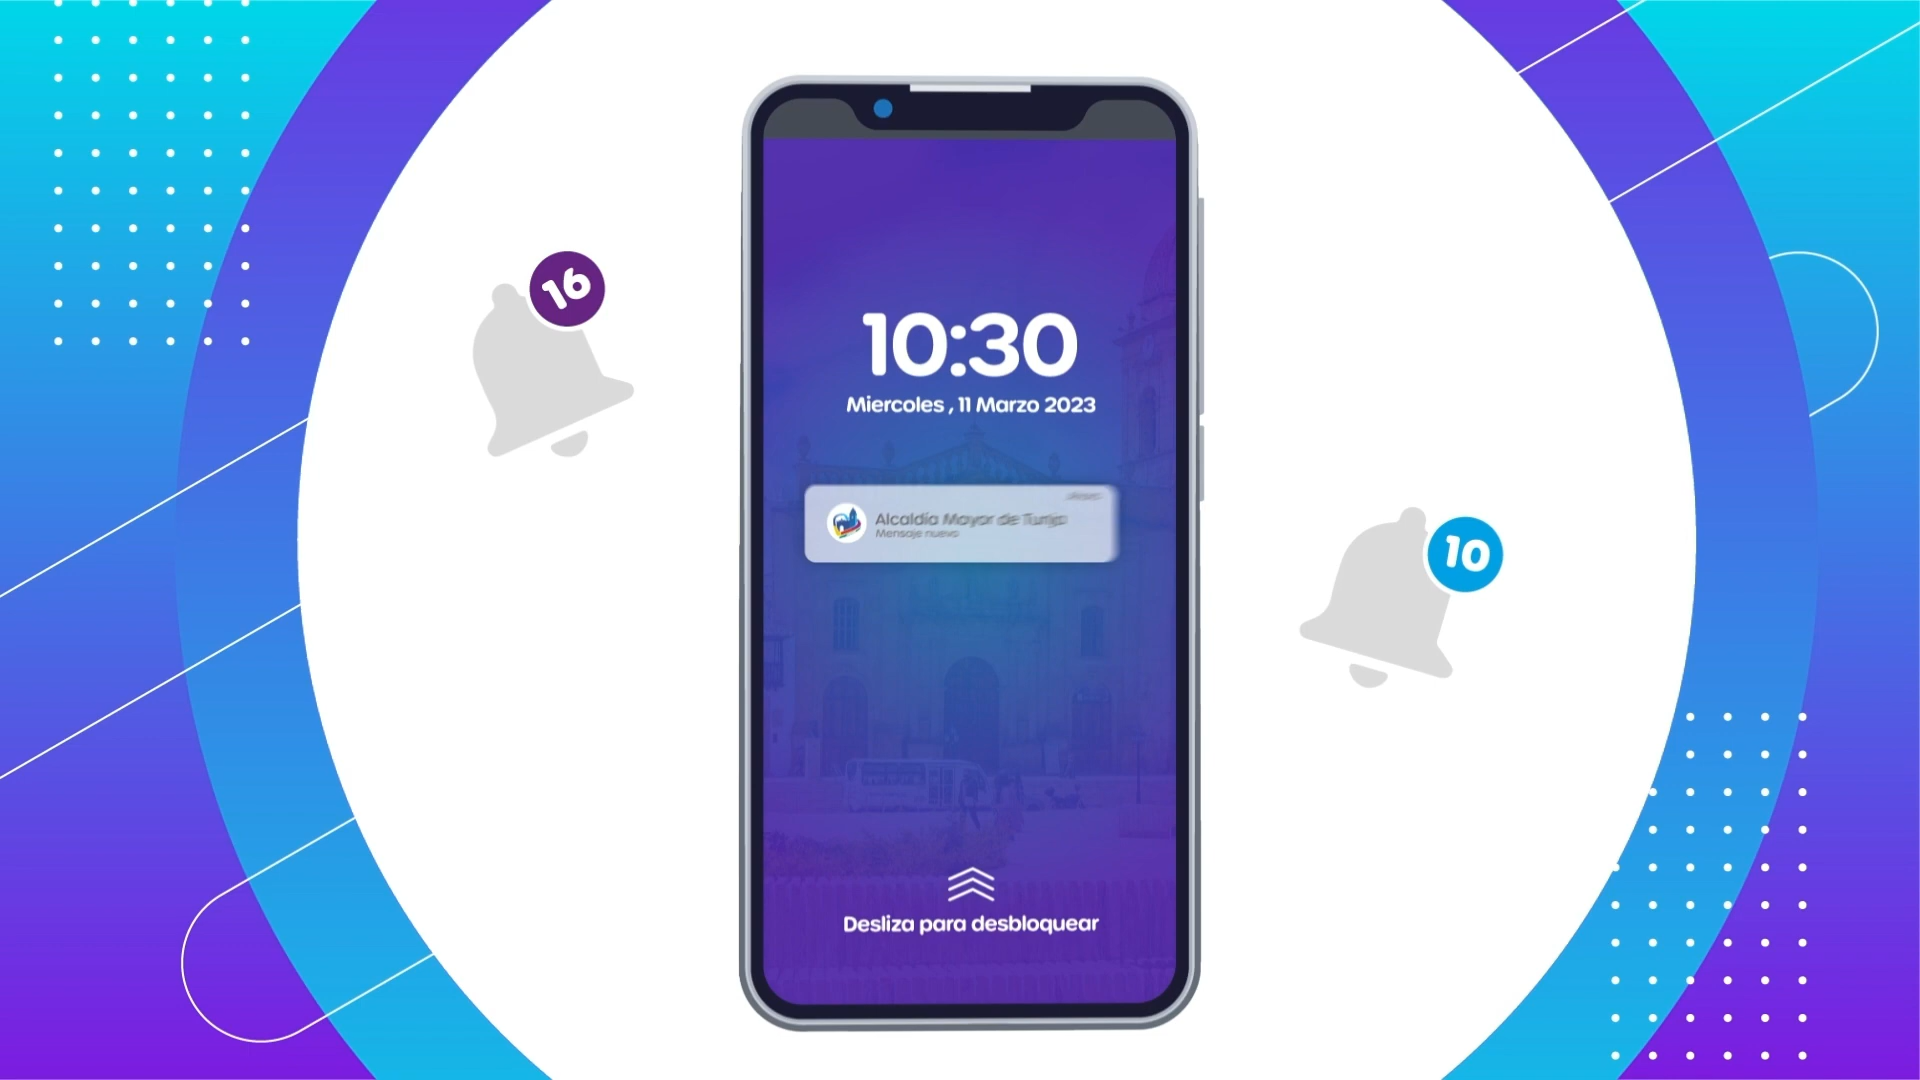 16
10:30
Miercoles , 11 Marzo 2023
Alcaldía Mayor de Tunja
Mensaje nuevo
10
Desliza para desbloquear